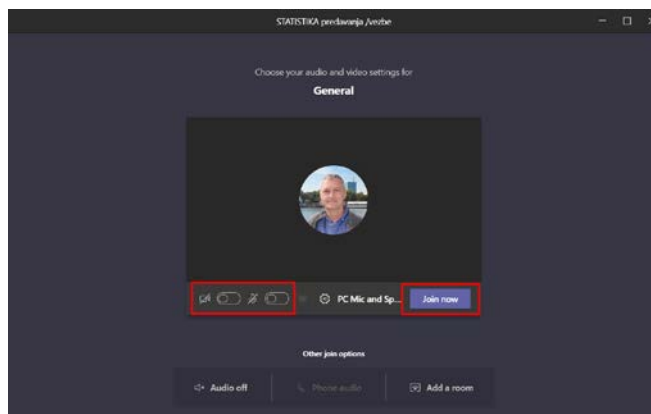 STATISTIKA predavanja /vezbe
Choose your audio and video settings for
General
PC Mic and Sp...
Join now
Other join options
Audio off
Phone audio
Add a room